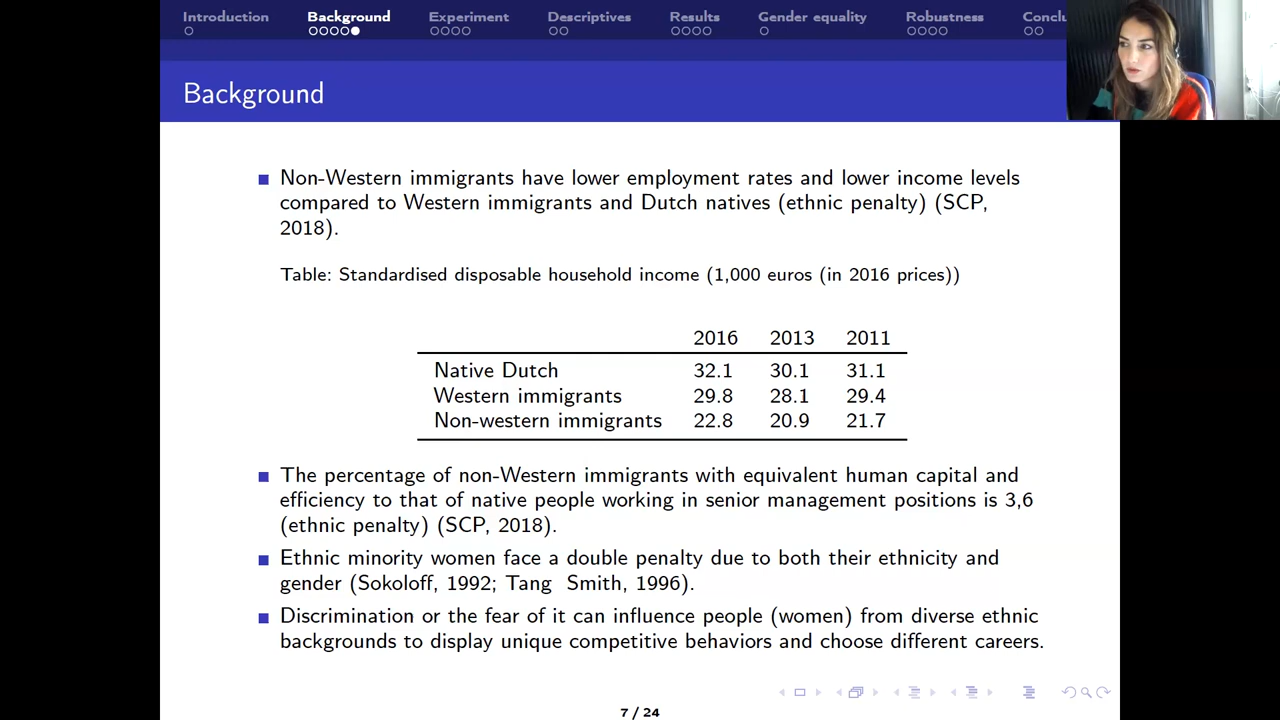 Introduction Background Experiment Descriptives Results Gender equality Robustness Conclu
Background
Non-Western immigrants have lower employment rates and lower income levels
compared to Western immigrants and Dutch natives (ethnic penalty) (SCP,
2018).
Table: Standardised disposable household income (1,000 euros (in 2016 prices))
2016 2013 2011
Native Dutch 32.1 30.1 31.1
Western immigrants 29.8 28.1 29.4
Non-western immigrants 22.8 20.9 21.7
The percentage of non-Western immigrants with equivalent human capital and
efficiency to that of native people working in senior management positions is 3,6
(ethnic penalty) (SCP, 2018).
Ethnic minority women face a double penalty due to both their ethnicity and
gender (Sokoloff, 1992; Tang Smith, 1996).
Discrimination or the fear of it can influence people (women) from diverse ethnic
backgrounds to display unique competitive behaviors and choose different careers.
7 / 24